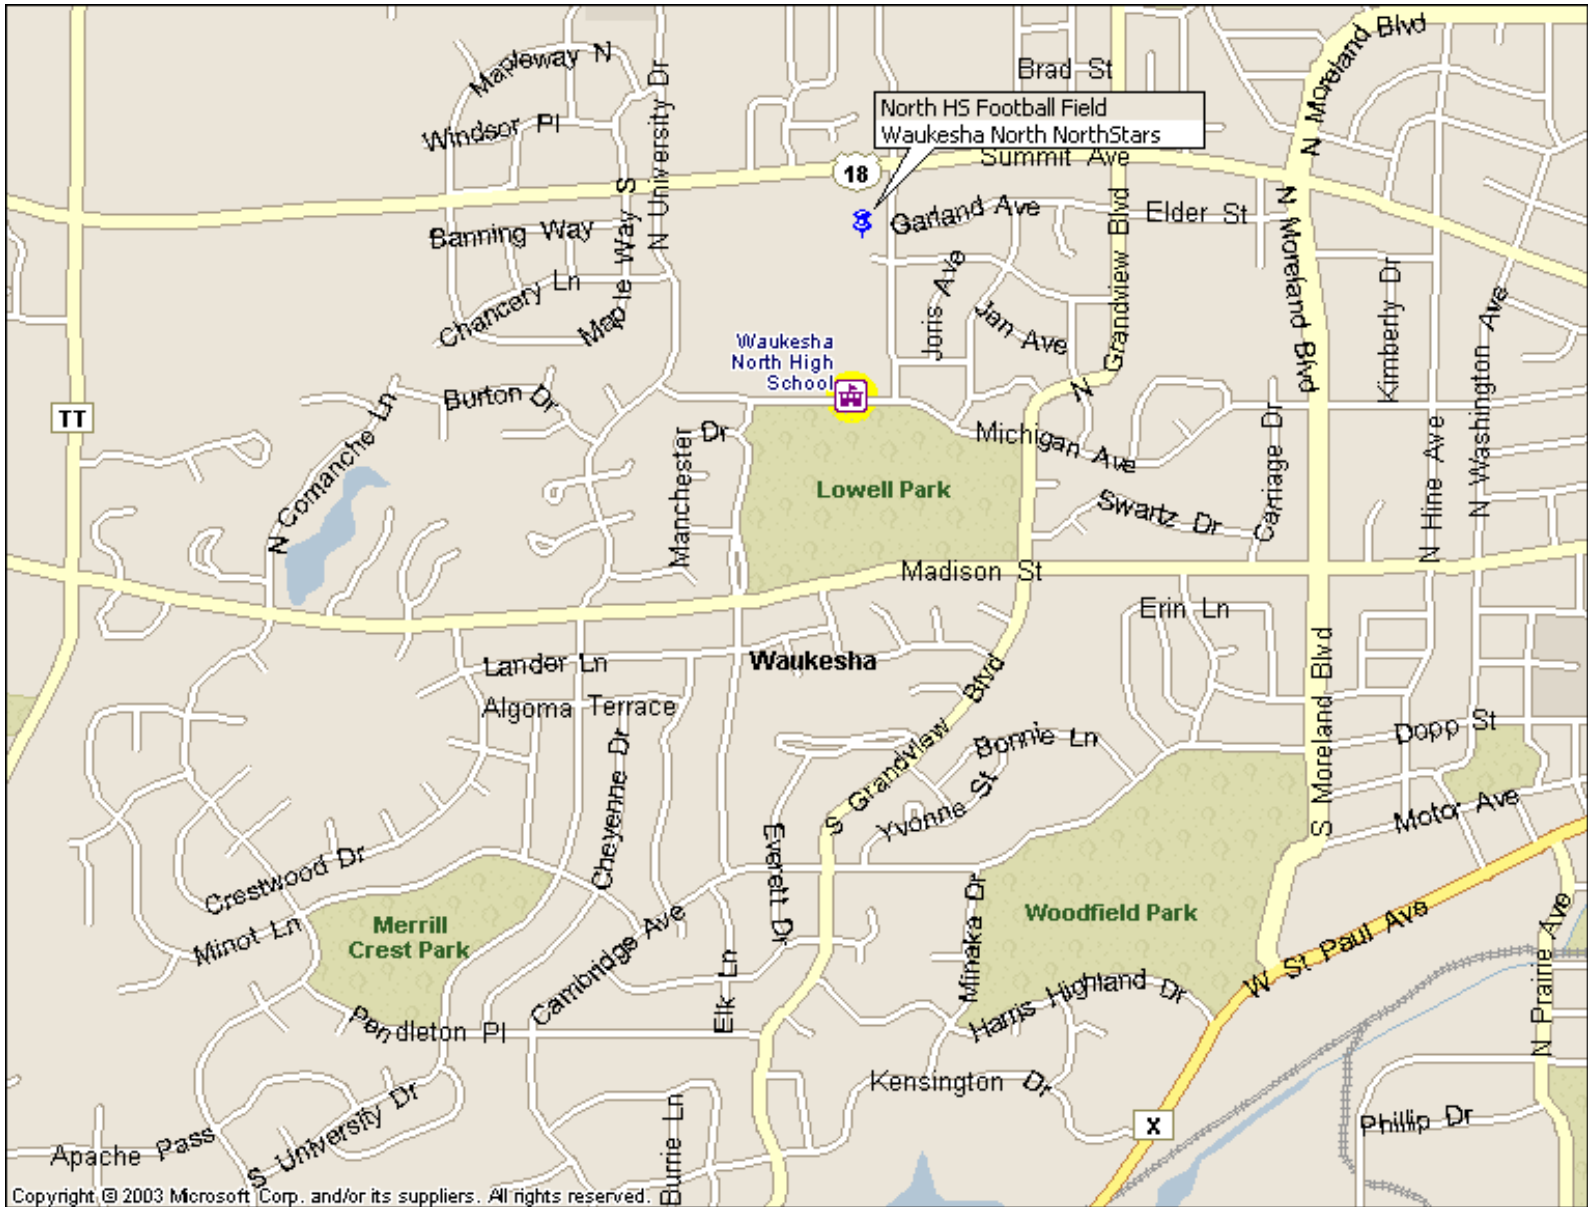 N Moreland Blvd
Mapleway N
Brad St
North HS Football Field
Waukesha North NorthStars
Windsor Pl
N University Dr
Summit Ave
18
Garland Ave
Elder St
Banning Way
Maple Way S
N Grandview Blvd
N Moreland Blvd
Chancery Ln
Joris Ave
Jan Ave
Kimberly Dr
N Washington Ave
Waukesha
North High
School
Burton Dr
TT
N Comanche Ln
Manchester Dr
Michigan Ave
Carriage Dr
N Hine Ave
Lowell Park
Swartz Dr
Madison St
Erin Ln
Lander Ln
Waukesha
Algoma Terrace
S Grandview Blvd
S Moreland Blvd
Bonnie Ln
Dopp St
Cheyenne Dr
Yvonne St
Motor Ave
Everett Dr
Crestwood Dr
Minot Ln
Merrill
Crest Park
Cambridge Ave
Minaka Dr
Woodfield Park
W St Paul Ave
N Prairie Ave
Elk Ln
Harris Highland Dr
Pendleton Pl
Kensington Dr
S University Dr
Burrie Ln
X
Phillip Dr
Apache Pass
Copyright © 2003 Microsoft Corp. and/or its suppliers. All rights reserved.